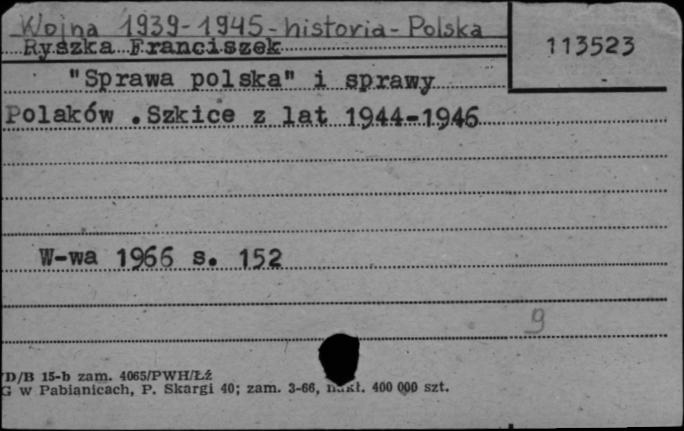 Wojna 1939-1945-historia-Polska
Ryszka Franciszek
113523
"Sprawa polska" i sprawy
Polaków .Szkice z lat 1944-1946
W-wa 1966 s. 152
9
D/B 15-b zam. 4065/PWH/Łź
G w Pabianicach, P. Skargi 40; zam. 3-66, nakł. 400 000 szt.